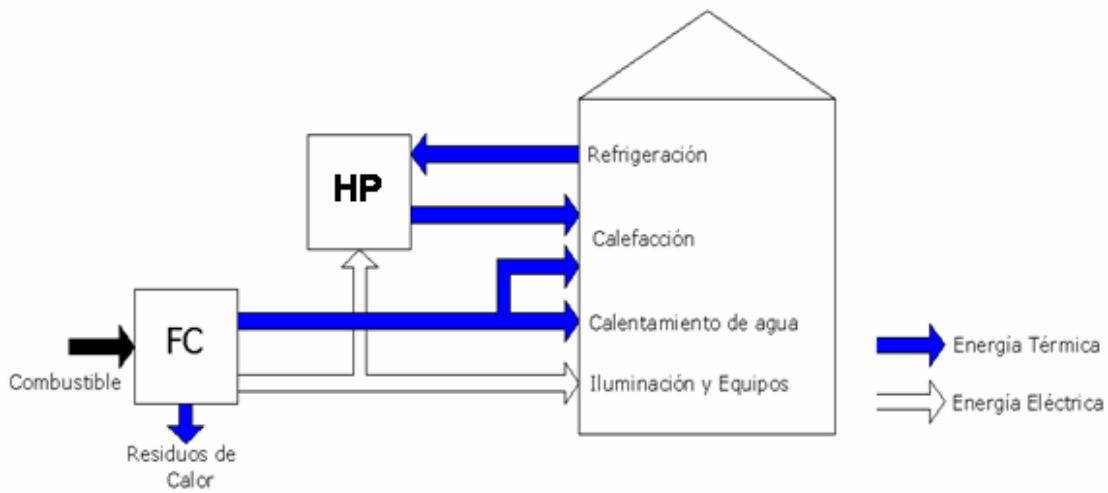 Refrigeración
HP
Calefacción
FC
Calentamiento de agua
Energía Térmica
Combustible
Iluminación y Equipos
Energía Eléctrica
Residuos de
Calor